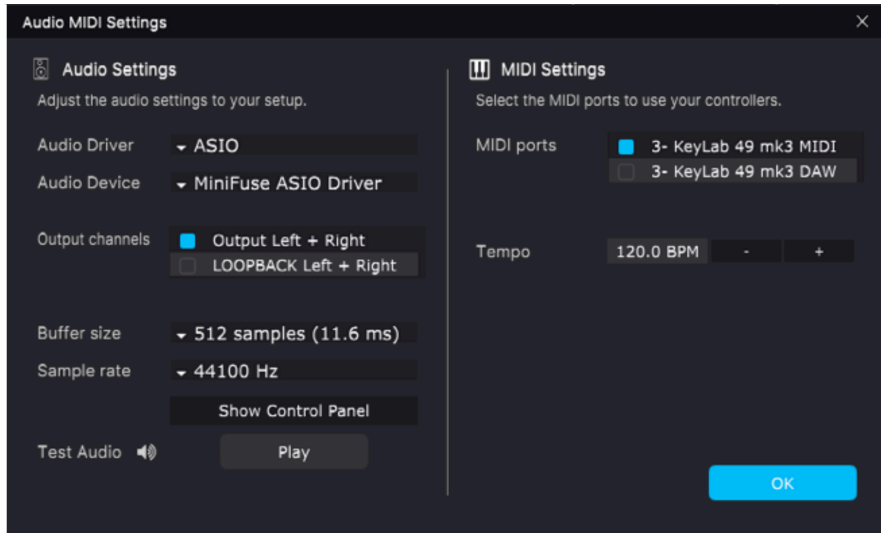 Audio MIDI Settings
Audio Settings
Adjust the audio settings to your setup.
Audio Driver
ASIO
Audio Device
MiniFuse ASIO Driver
Output channels
Output Left + Right
LOOPBACK Left + Right
Buffer size
512 samples (11.6 ms)
Sample rate
44100 Hz
Show Control Panel
Test Audio
Play
MIDI Settings
Select the MIDI ports to use your controllers.
MIDI ports
3- KeyLab 49 mk3 MIDI
3- KeyLab 49 mk3 DAW
Tempo
120.0 BPM - +
OK